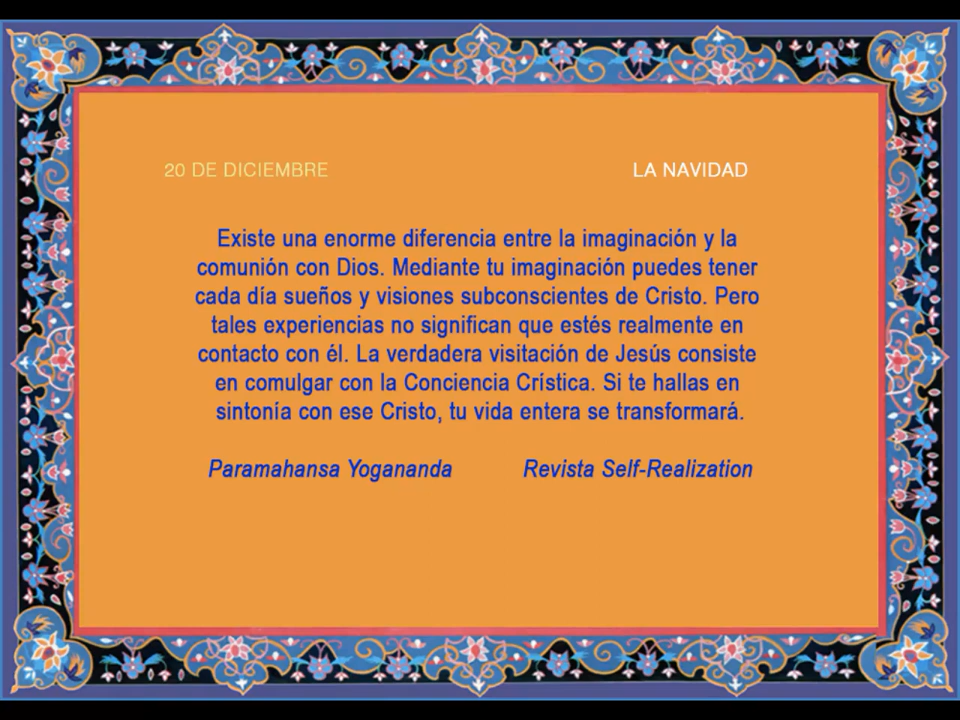 20 DE DICIEMBRE LA NAVIDAD
Existe una enorme diferencia entre la imaginación y la
comunión con Dios. Mediante tu imaginación puedes tener
cada día sueños y visiones subconscientes de Cristo. Pero
tales experiencias no significan que estés realmente en
contacto con él. La verdadera visitación de Jesús consiste
en comulgar con la Conciencia Crística. Si te hallas en
sintonía con ese Cristo, tu vida entera se transformará.
Paramahansa Yogananda Revista Self-Realization